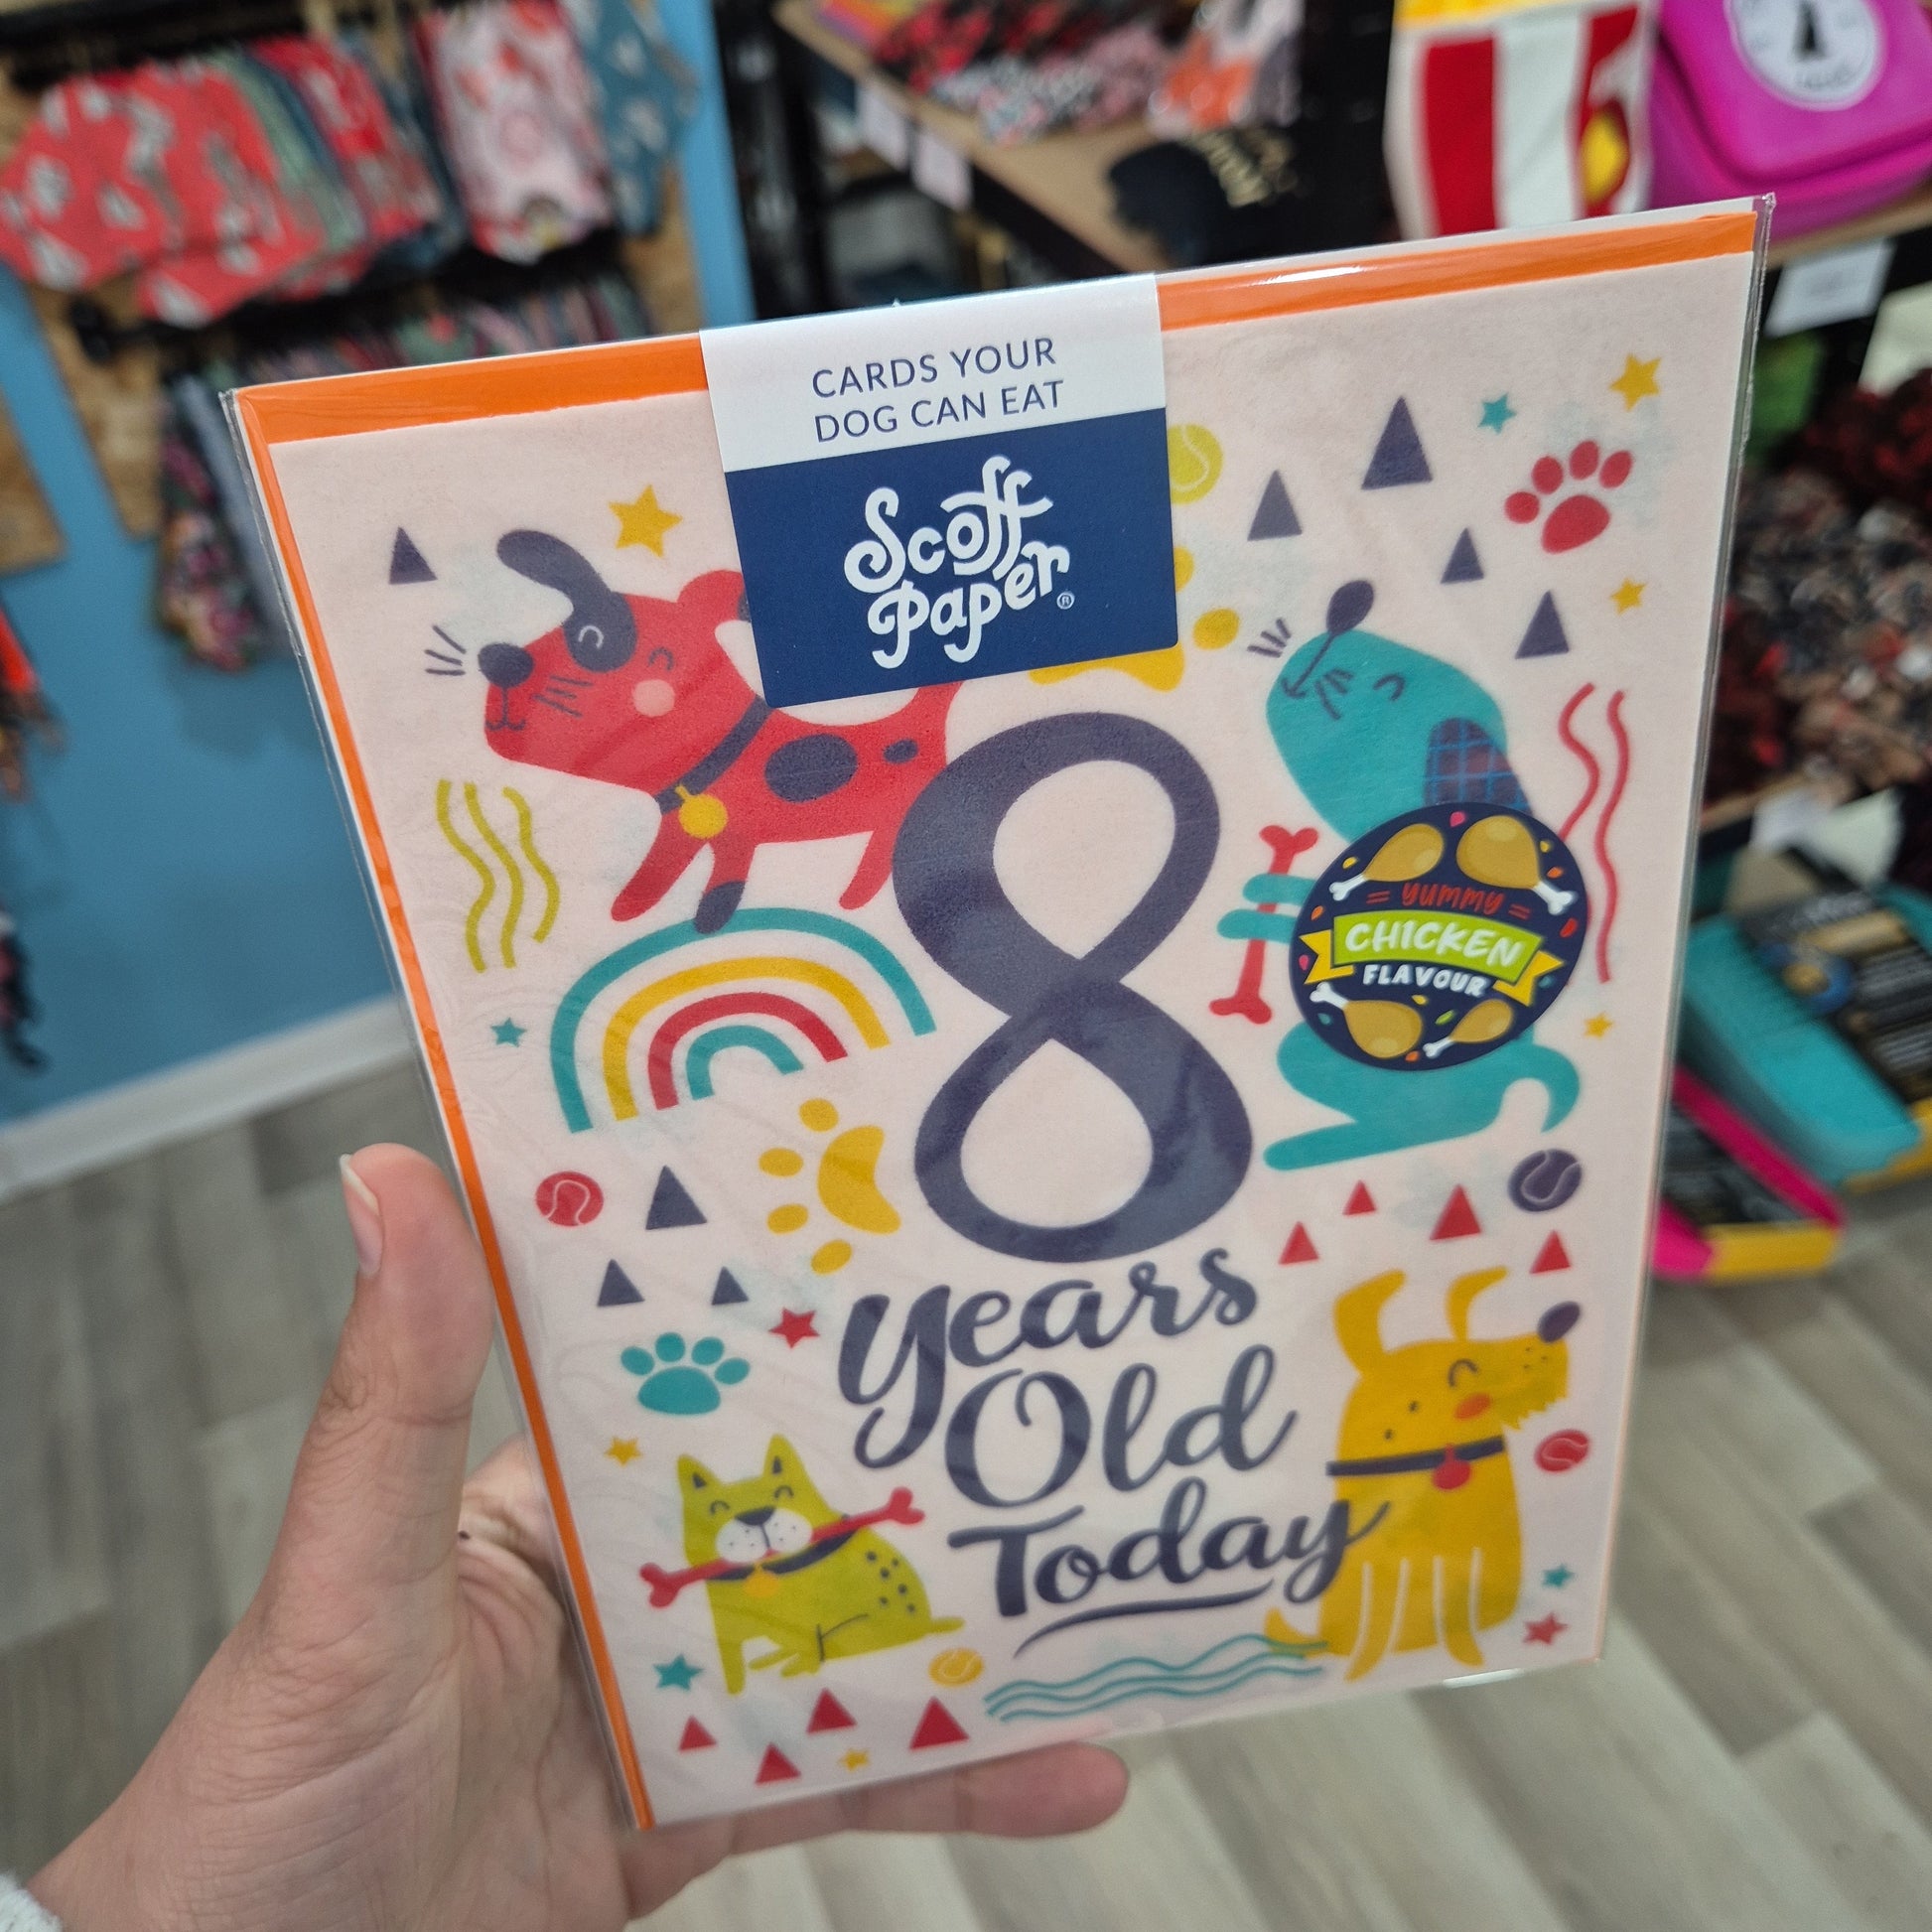 CARDS YOUR
DOG CAN EAT
Scoff
Paper®
8
years
Old
Today
YUMMY
CHICKEN
FLAVOUR